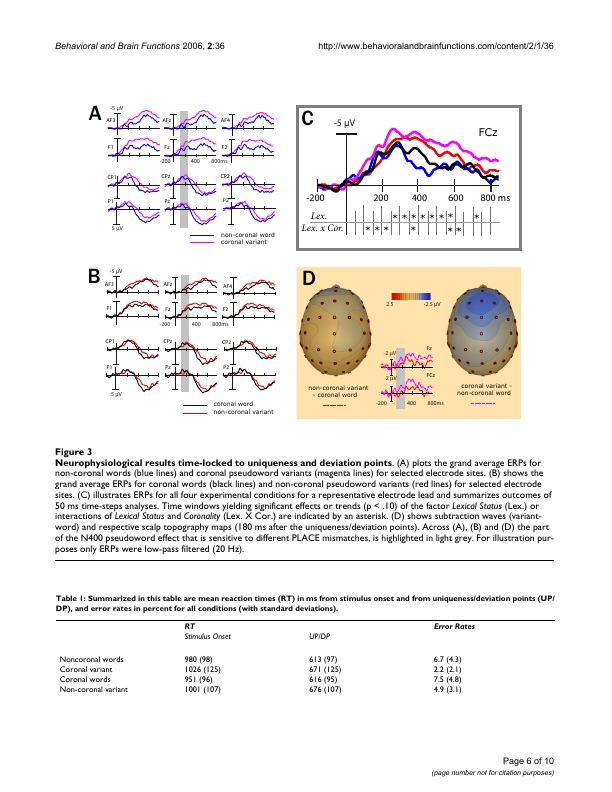 Behavioral and Brain Functions 2006, 2:36
http://www.behavioralandbrainfunctions.com/content/2/1/36
A
-5 µV
AF3 AFz AF4
F1 Fz F2
-200 400 800ms
CP1 CPz CP2
P1 Pz P2
5 µV
non-coronal word
coronal variant
C
-5 µV
FCz
-200 200 400 600 800 ms
Lex. * * * * * * * *
Lex. x Cor. * * * * * *
B
-5 µV
AF3 AFz AF4
F1 Fz F2
-200 400 800ms
CP1 CPz CP2
P1 Pz P2
5 µV
coronal word
non-coronal variant
D
2.5 -2.5 µV
Fz
-2 µV
FCz
2 µV
-200 400 800ms
non-coronal variant
- coronal word
coronal variant -
non-coronal word
Figure 3
Neurophysiological results time-locked to uniqueness and deviation points. (A) plots the grand average ERPs for
non-coronal words (blue lines) and coronal pseudoword variants (magenta lines) for selected electrode sites. (B) shows the
grand average ERPs for coronal words (black lines) and non-coronal pseudoword variants (red lines) for selected electrode
sites. (C) illustrates ERPs for all four experimental conditions for a representative electrode lead and summarizes outcomes of
50 ms time-steps analyses. Time windows yielding significant effects or trends (p < .10) of the factor Lexical Status (Lex.) or
interactions of Lexical Status and Coronality (Lex. X Cor.) are indicated by an asterisk. (D) shows subtraction waves (variant-
word) and respective scalp topography maps (180 ms after the uniqueness/deviation points). Across (A), (B) and (D) the part
of the N400 pseudoword effect that is sensitive to different PLACE mismatches, is highlighted in light grey. For illustration pur-
poses only ERPs were low-pass filtered (20 Hz).
Table 1: Summarized in this table are mean reaction times (RT) in ms from stimulus onset and from uniqueness/deviation points (UP/
DP), and error rates in percent for all conditions (with standard deviations).
RT Error Rates
Stimulus Onset UP/DP
Noncoronal words 980 (98) 613 (97) 6.7 (4.3)
Coronal variant 1026 (125) 671 (125) 2.2 (2.1)
Coronal words 951 (96) 616 (95) 7.5 (4.8)
Non-coronal variant 1001 (107) 676 (107) 4.9 (3.1)
Page 6 of 10
(page number not for citation purposes)